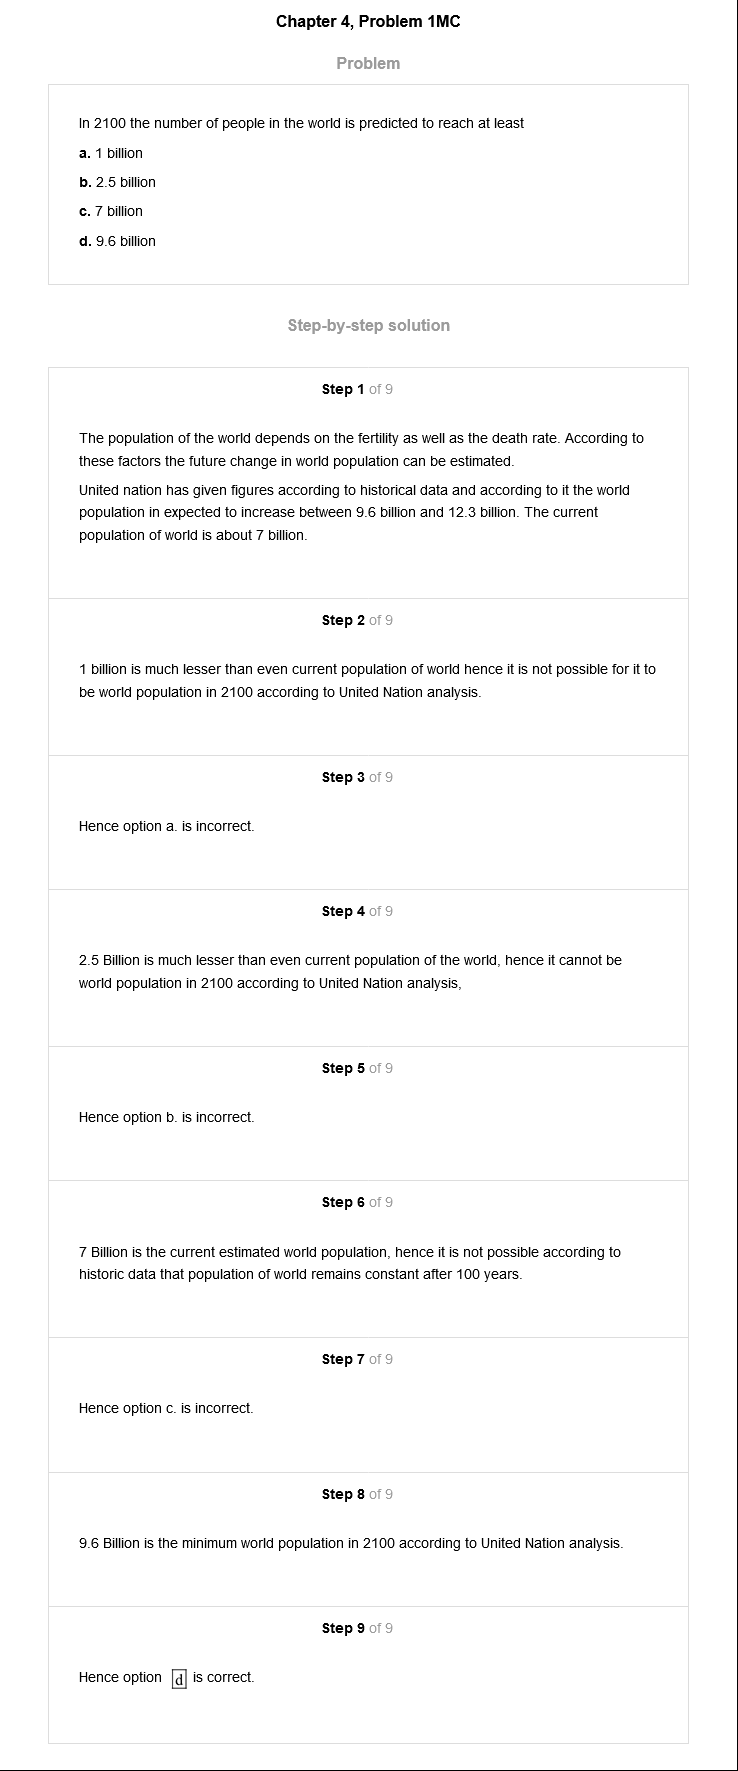 Chapter 4, Problem 1MC
Problem
In 2100 the number of people in the world is predicted to reach at least
a. 1 billion
b. 2.5 billion
c. 7 billion
d. 9.6 billion
Step-by-step solution
Step 1 of 9
The population of the world depends on the fertility as well as the death rate. According to
these factors the future change in world population can be estimated.
United nation has given figures according to historical data and according to it the world
population in expected to increase between 9.6 billion and 12.3 billion. The current
population of world is about 7 billion.
Step 2 of 9
1 billion is much lesser than even current population of world hence it is not possible for it to
be world population in 2100 according to United Nation analysis.
Step 3 of 9
Hence option a. is incorrect.
Step 4 of 9
2.5 Billion is much lesser than even current population of the world, hence it cannot be
world population in 2100 according to United Nation analysis,
Step 5 of 9
Hence option b. is incorrect.
Step 6 of 9
7 Billion is the current estimated world population, hence it is not possible according to
historic data that population of world remains constant after 100 years.
Step 7 of 9
Hence option c. is incorrect.
Step 8 of 9
9.6 Billion is the minimum world population in 2100 according to United Nation analysis.
Step 9 of 9
Hence option d is correct.